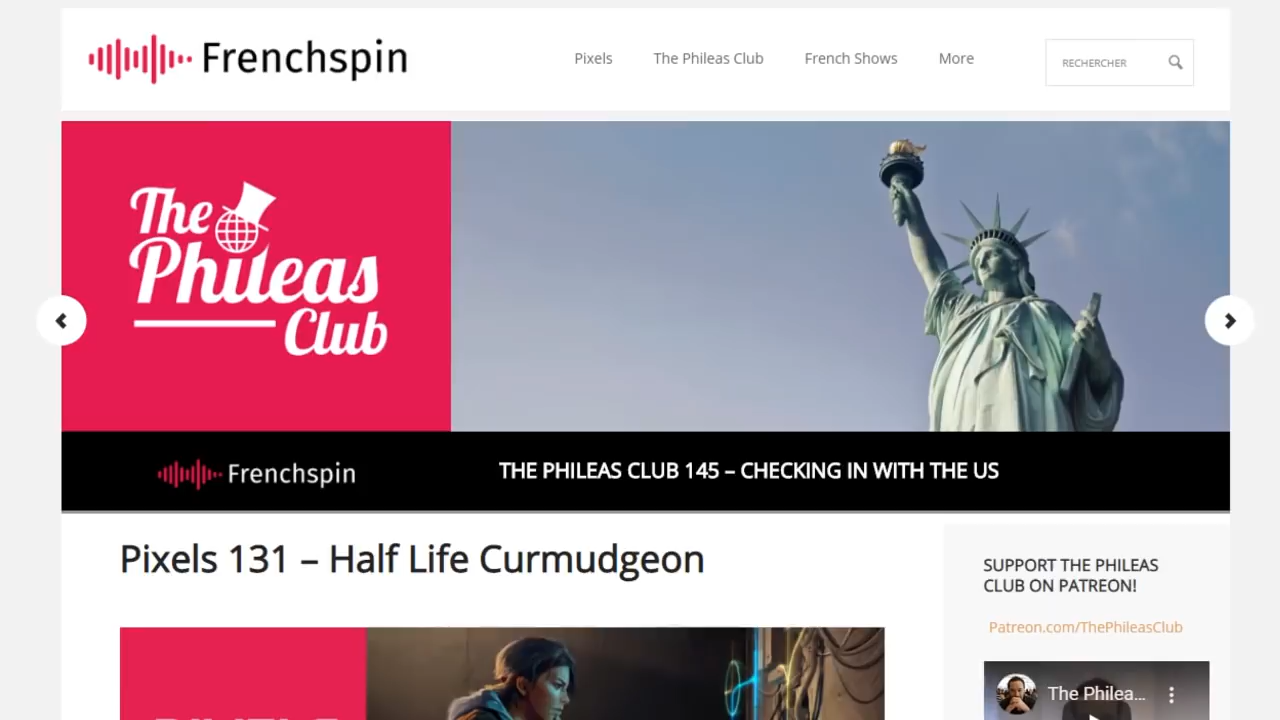 Frenchspin
Pixels
The Phileas Club
French Shows
More
RECHERCHER
The
Phileas
Club
Frenchspin
THE PHILEAS CLUB 145 – CHECKING IN WITH THE US
Pixels 131 – Half Life Curmudgeon
SUPPORT THE PHILEAS
CLUB ON PATREON!
Patreon.com/ThePhileasClub
The Philea...